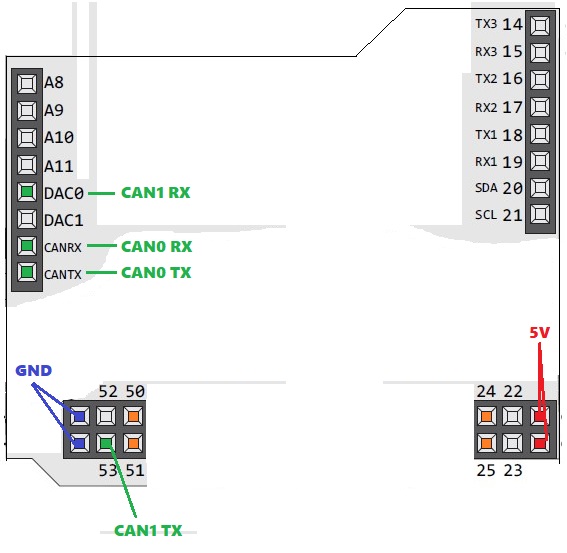 TX3 14
RX3 15
TX2 16
RX2 17
TX1 18
RX1 19
SDA 20
SCL 21
A8
A9
A10
A11
DAC0 CAN1 RX
DAC1
CANRX CAN0 RX
CANTX CAN0 TX
5V
GND
52 50
24 22
53 51
25 23
CAN1 TX